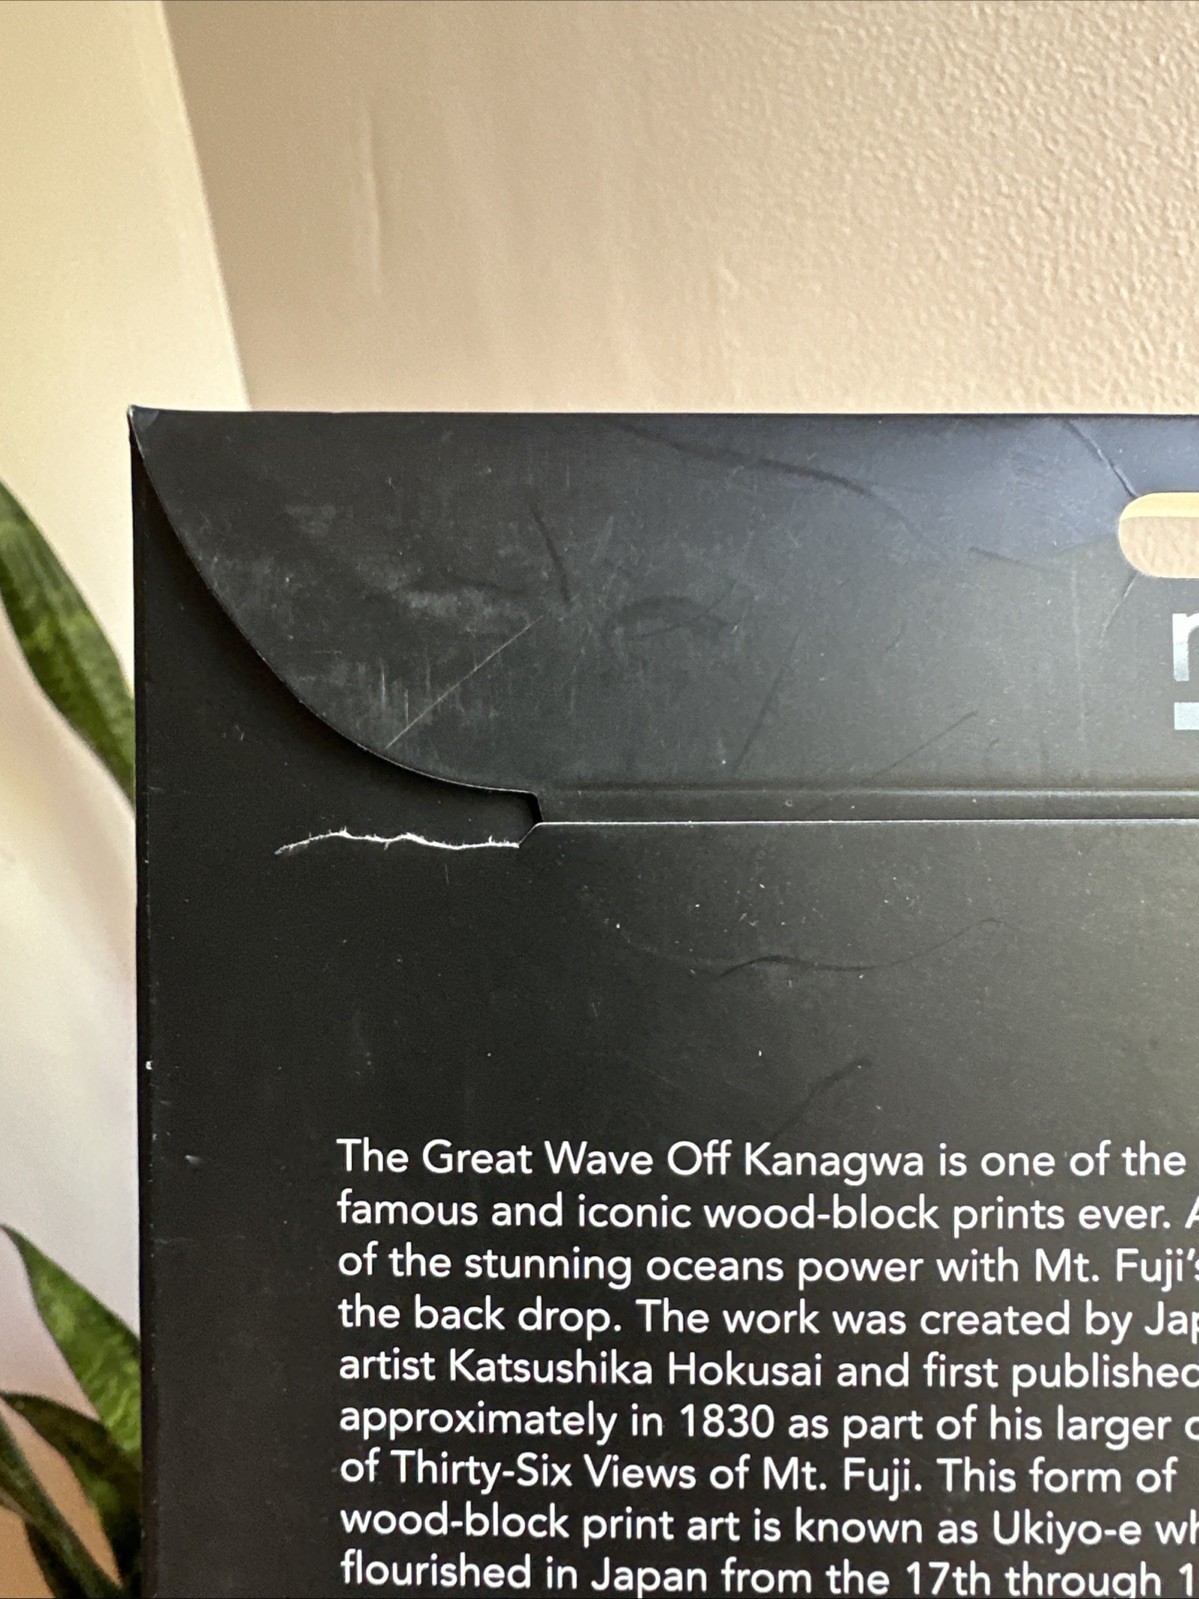 The Great Wave Off Kanagwa is one of the
famous and iconic wood-block prints ever.
of the stunning oceans power with Mt. Fuji's
the back drop. The work was created by
artist Katsushika Hokusai and first published
approximately in 1830 as part of his larger
of Thirty-Six Views of Mt. Fuji. This form of
wood-block print art is known as Ukiyo-e
flourished in Japan from the 17th through